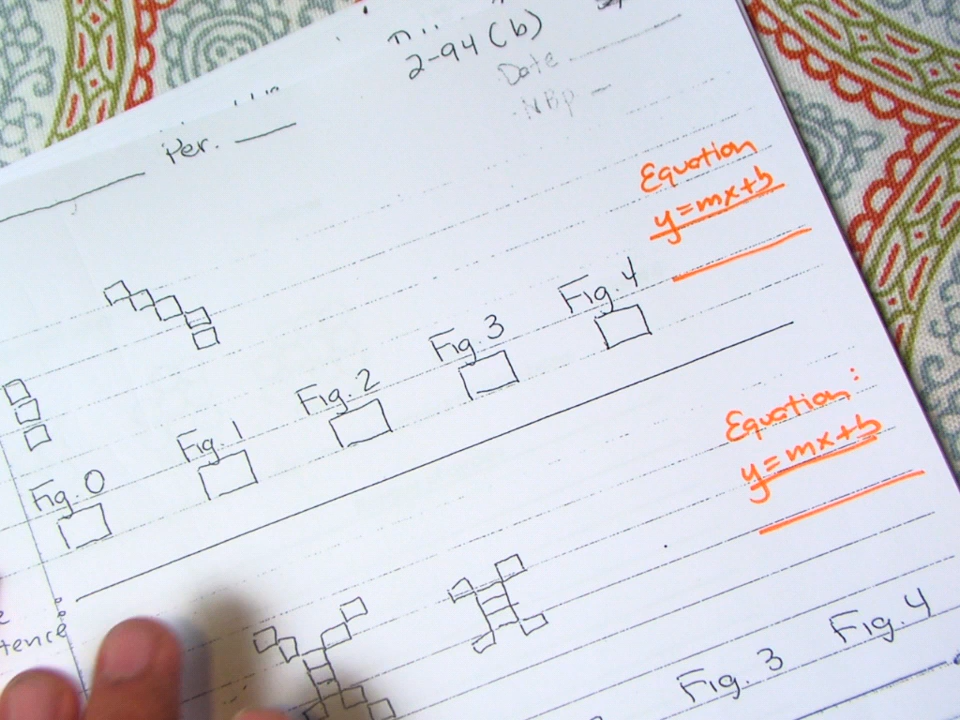 2-94 (b)
Date
NBP -
Per.
Equation
y=mx+b
Fig. 4
Fig. 3
Fig. 2
Fig. 1
Fig. 0
Equation:
y=mx+b
tence
Fig. 3 Fig. 4